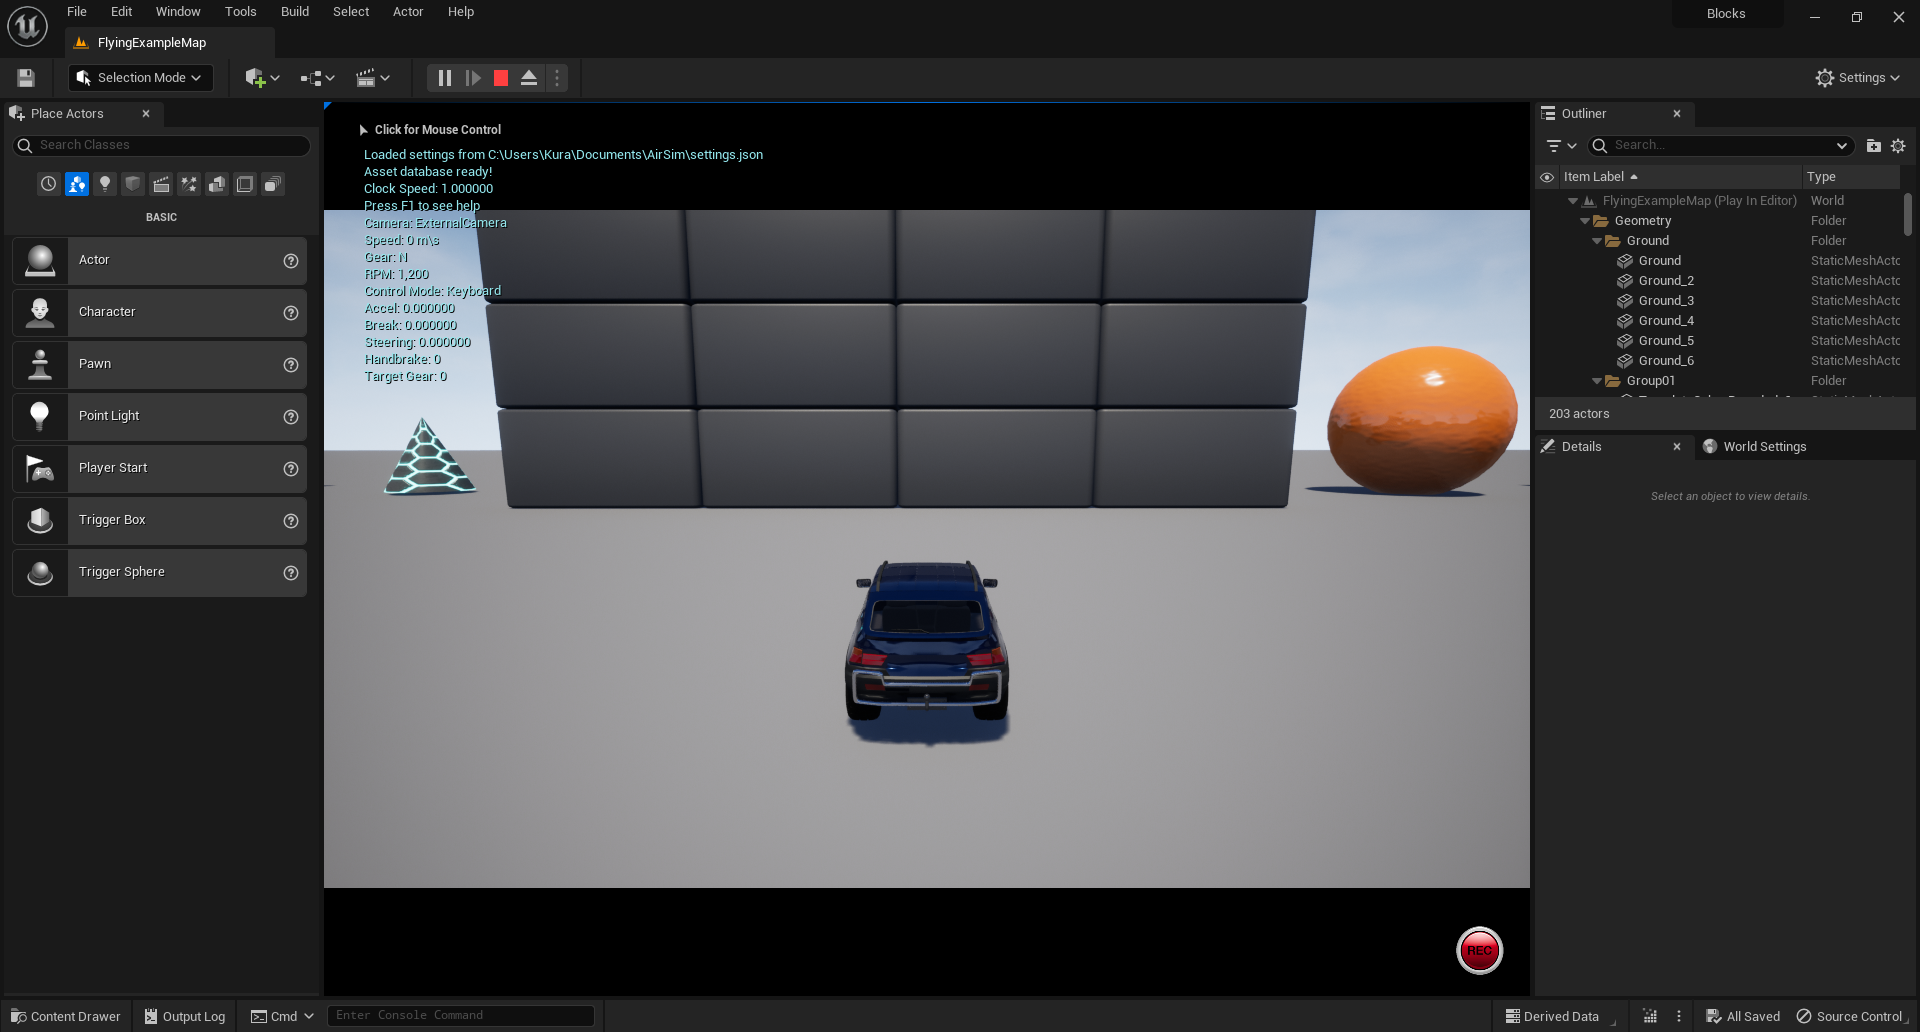 File Edit Window Tools Build Select Actor Help
Blocks
FlyingExampleMap
Selection Mode
Settings
Place Actors
Search Classes
BASIC
Actor
Character
Pawn
Point Light
Player Start
Trigger Box
Trigger Sphere
Click for Mouse Control
Loaded settings from C:\Users\Kura\Documents\AirSim\settings.json
Asset database ready!
Clock Speed: 1.000000
Press F1 to see help
Camera: ExternalCamera
Speed: 0 m\s
Gear: N
RPM: 1,200
Control Mode: Keyboard
Accel: 0.000000
Break: 0.000000
Steering: 0.000000
Handbrake: 0
Target Gear: 0
REC
Outliner
Search...
Item Label Type
FlyingExampleMap (Play In Editor) World
Geometry Folder
Ground Folder
Ground StaticMeshActo
Ground_2 StaticMeshActo
Ground_3 StaticMeshActo
Ground_4 StaticMeshActo
Ground_5 StaticMeshActo
Ground_6 StaticMeshActo
Group01 Folder
203 actors
Details World Settings
Select an object to view details.
Content Drawer Output Log Cmd Enter Console Command Derived Data All Saved Source Control